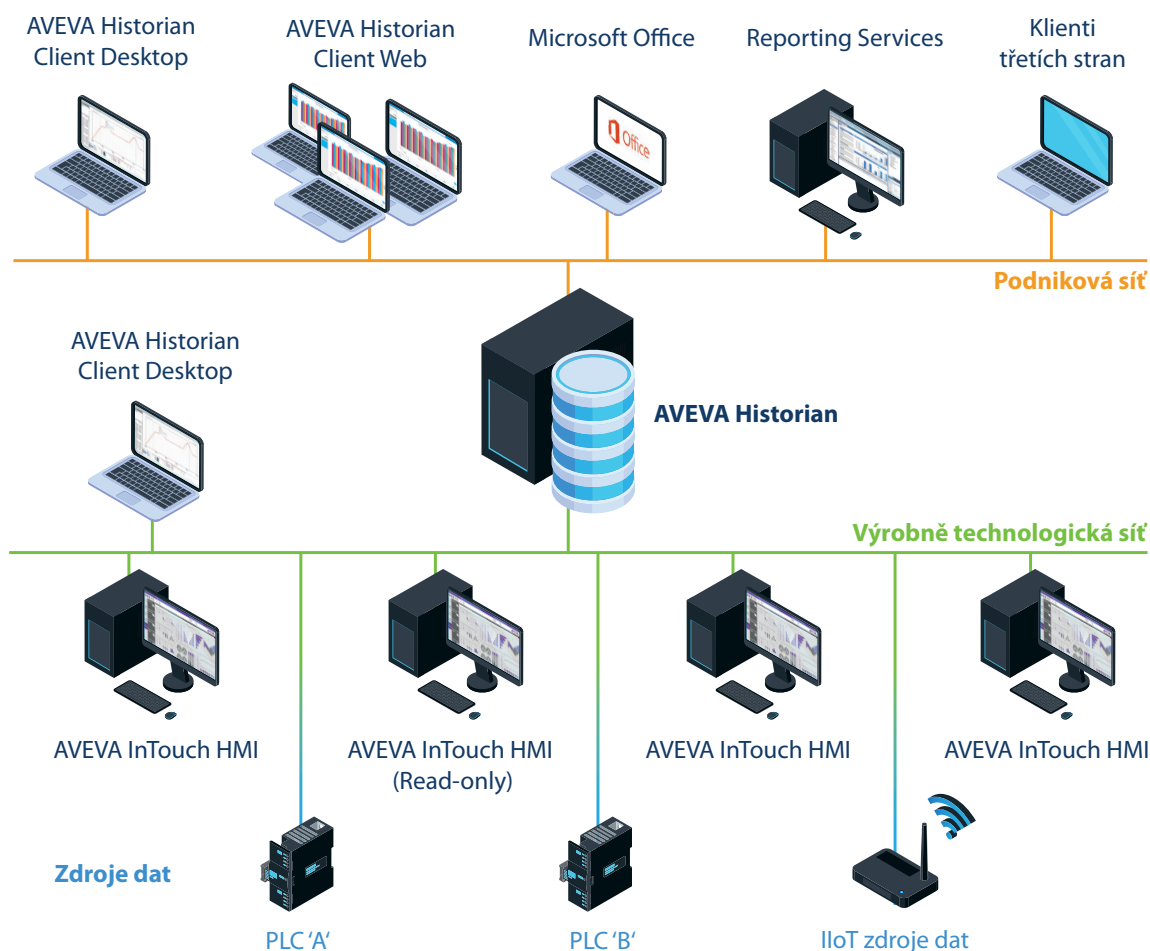 AVEVA Historian
Client Desktop
AVEVA Historian
Client Web
Microsoft Office
Reporting Services
Klienti
třetích stran
Office
Podniková síť
AVEVA Historian
Client Desktop
AVEVA Historian
Výrobně technologická síť
AVEVA InTouch HMI
AVEVA InTouch HMI
(Read-only)
AVEVA InTouch HMI
AVEVA InTouch HMI
Zdroje dat
PLC ‘A‘
PLC ‘B‘
IIoT zdroje dat